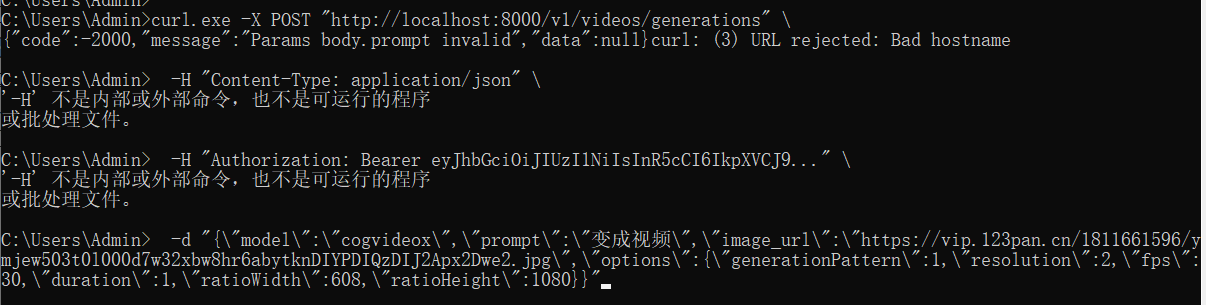 C:\Users\Admin>curl.exe -X POST "http://localhost:8000/v1/videos/generations" \
{"code":-2000,"message":"Params body.prompt invalid","data":null}curl: (3) URL rejected: Bad hostname
C:\Users\Admin>  -H "Content-Type: application/json" \
'-H' 不是内部或外部命令，也不是可运行的程序
或批处理文件。
C:\Users\Admin>  -H "Authorization: Bearer eyJhbGciOiJIUzI1NiIsInR5cCI6IkpXVCJ9..." \
'-H' 不是内部或外部命令，也不是可运行的程序
或批处理文件。
C:\Users\Admin>  -d "{\"model\":\"cogvideox\",\"prompt\":\"变成视频\",\"image_url\":\"https://vip.123pan.cn/1811661596/y
mjew503t0l000d7w32xbw8hr6abytknDIYPDIQzDIJ2Apx2Dwe2.jpg\",\"options\":{\"generationPattern\":1,\"resolution\":2,\"fps\":
30,\"duration\":1,\"ratioWidth\":608,\"ratioHeight\":1080}}"